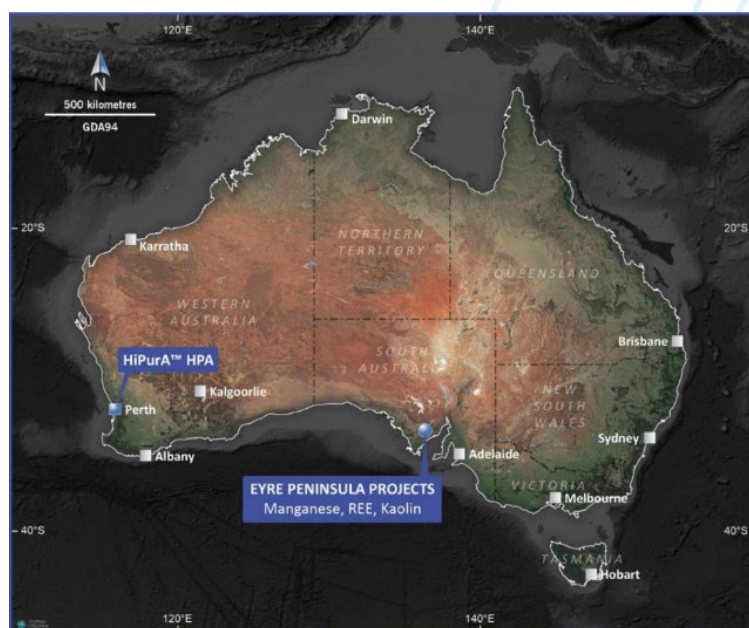 120°E
140°E
N
500 kilometres
GDA94
Darwin
20°S
20°S
Karratha
NORTHERN
TERRITORY
QUEENSLAND
WESTERN
AUSTRALIA
Brisbane
HiPurA™ HPA
SOUTH
AUSTRALI
Kalgoorlie
Perth
NEW
SOUTH
WALES
Sydney
Albany
Adelaide
EYRE PENINSULA PROJECTS
Manganese, REE, Kaolin
VICTORIA
Melbourne
40°S
40°S
TASMANIA
Hobart
120°E
140°E